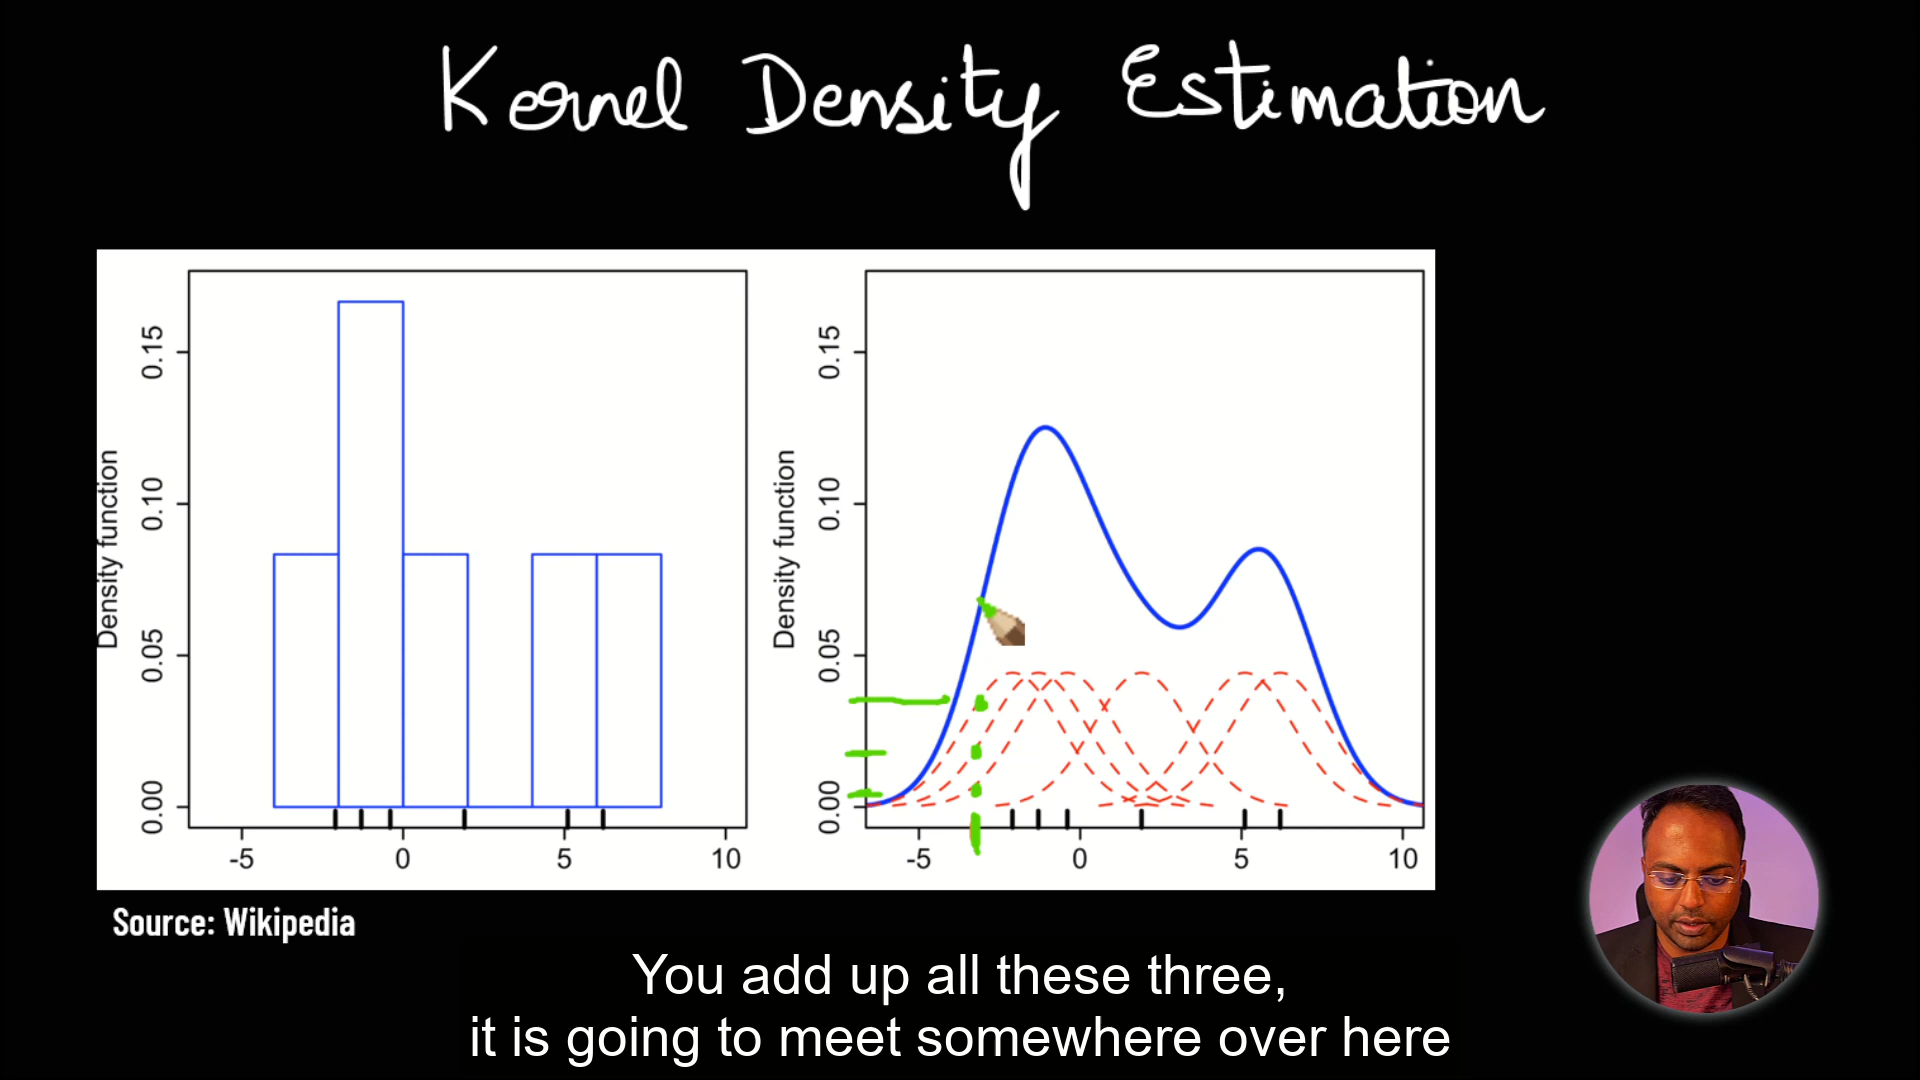 Kernel Density Estimation
Density function
0.00
0.05
0.10
0.15
-5
0
5
10
Density function
0.00
0.05
0.10
0.15
-5
0
5
10
Source: Wikipedia
You add up all these three,
it is going to meet somewhere over here